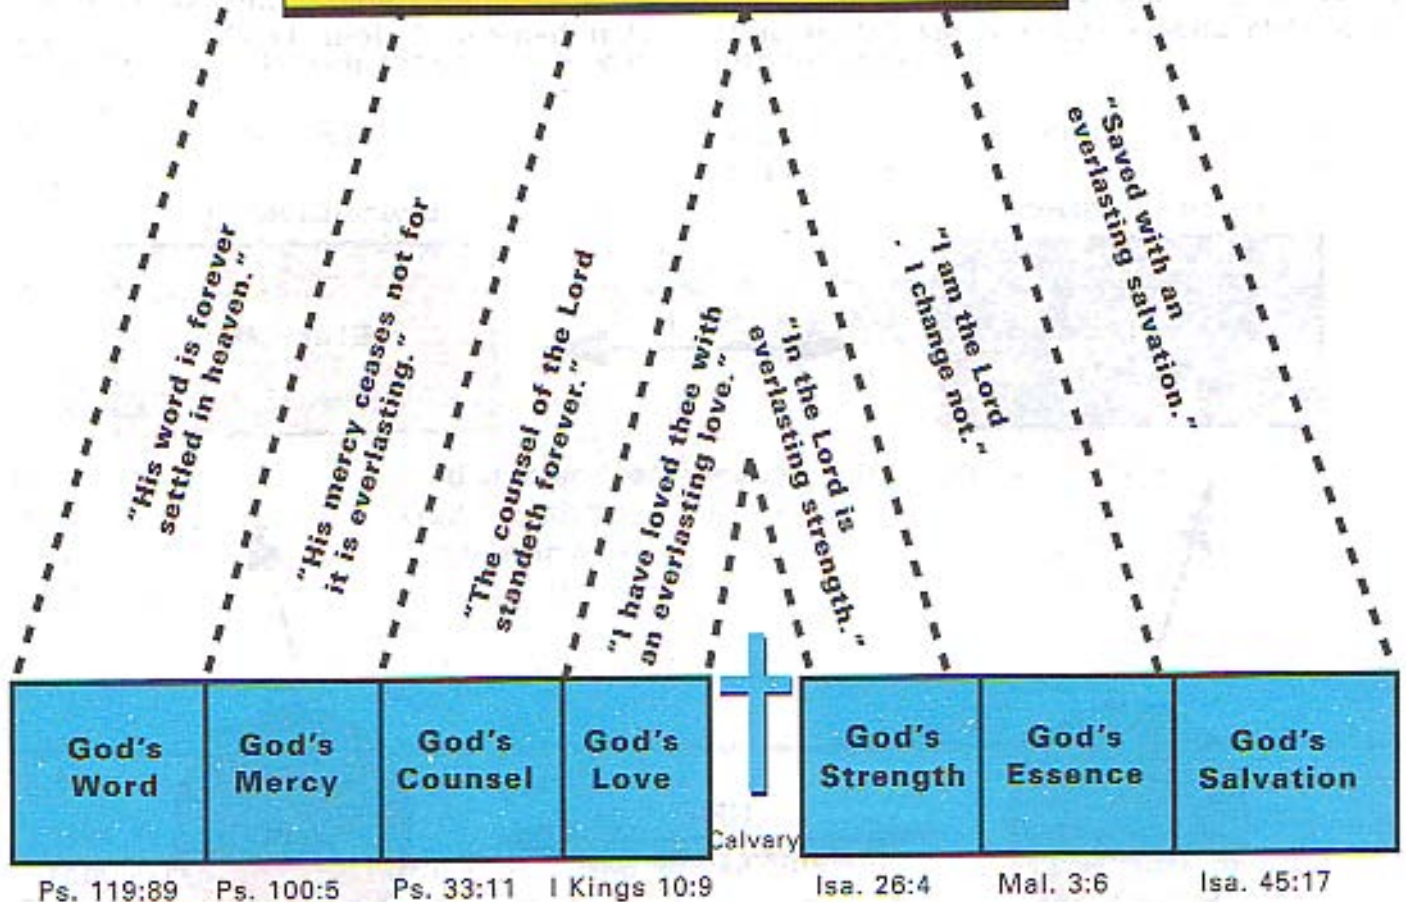 "His word is forever
settled in heaven."
"His mercy ceases not for
it is everlasting."
"The counsel of the Lord
standeth forever."
"I have loved thee with
an everlasting love."
"In the Lord is
everlasting strength."
"I am the Lord
. I change not."
"Saved with an
everlasting salvation."
God's
Word
God's
Mercy
God's
Counsel
God's
Love
Calvary
God's
Strength
God's
Essence
God's
Salvation
Ps. 119:89
Ps. 100:5
Ps. 33:11
I Kings 10:9
Isa. 26:4
Mal. 3:6
Isa. 45:17